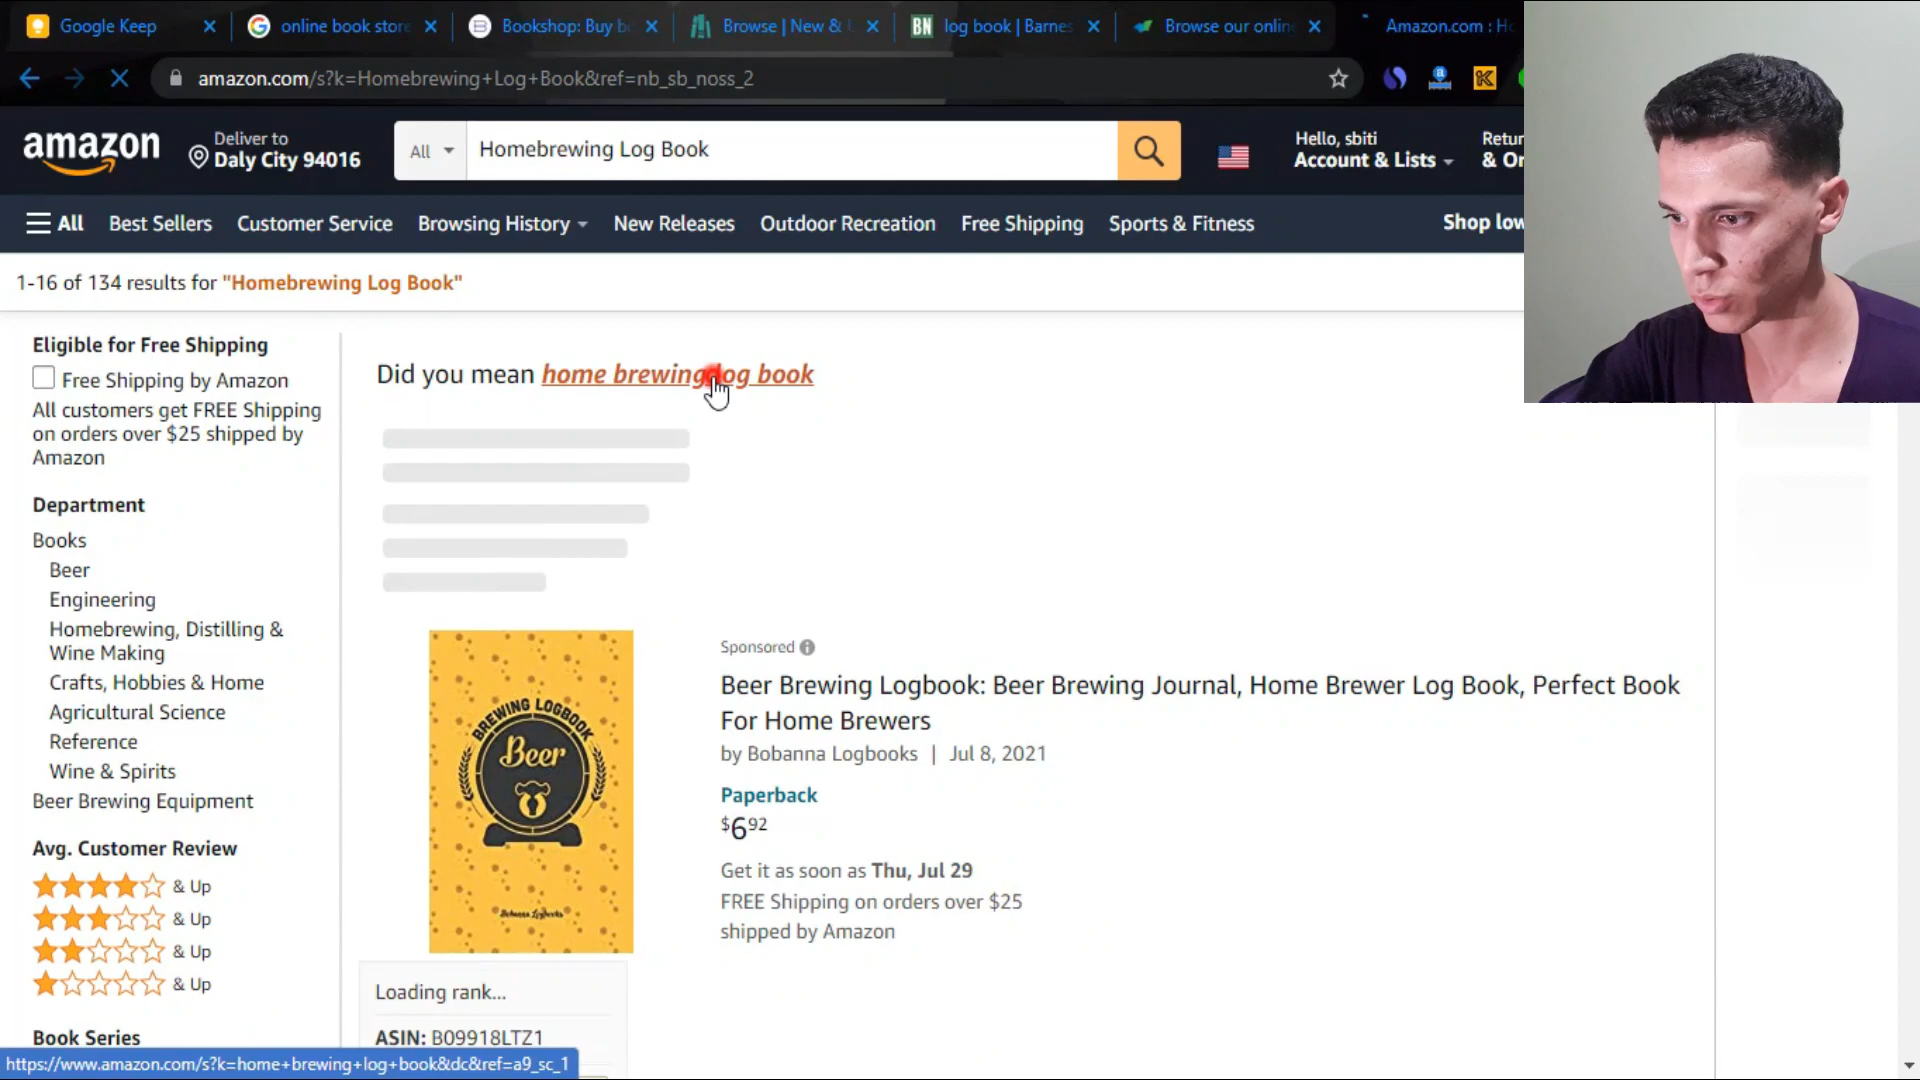 Google Keep
online book store
Bookshop: Buy b
Browse | New &
log book | Barnes
Browse our onlin
Amazon.com : H
amazon.com/s?k=Homebrewing+Log+Book&ref=nb_sb_noss_2
amazon
Deliver to
Daly City 94016
All
Homebrewing Log Book
Hello, sbiti
Account & Lists
Retur
& Or
All
Best Sellers
Customer Service
Browsing History
New Releases
Outdoor Recreation
Free Shipping
Sports & Fitness
Shop low
1-16 of 134 results for "Homebrewing Log Book"
Eligible for Free Shipping
Free Shipping by Amazon
All customers get FREE Shipping
on orders over $25 shipped by
Amazon
Department
Books
Beer
Engineering
Homebrewing, Distilling &
Wine Making
Crafts, Hobbies & Home
Agricultural Science
Reference
Wine & Spirits
Beer Brewing Equipment
Avg. Customer Review
& Up
& Up
& Up
& Up
Book Series
Did you mean home brewing log book
BREWING LOGBOOK
Beer
Bobanna Logbooks
Sponsored
Beer Brewing Logbook: Beer Brewing Journal, Home Brewer Log Book, Perfect Book
For Home Brewers
by Bobanna Logbooks | Jul 8, 2021
Paperback
$692
Get it as soon as Thu, Jul 29
FREE Shipping on orders over $25
shipped by Amazon
Loading rank...
ASIN: B09918LTZ1
https://www.amazon.com/s?k=home+brewing+log+book&dc&ref=a9_sc_1